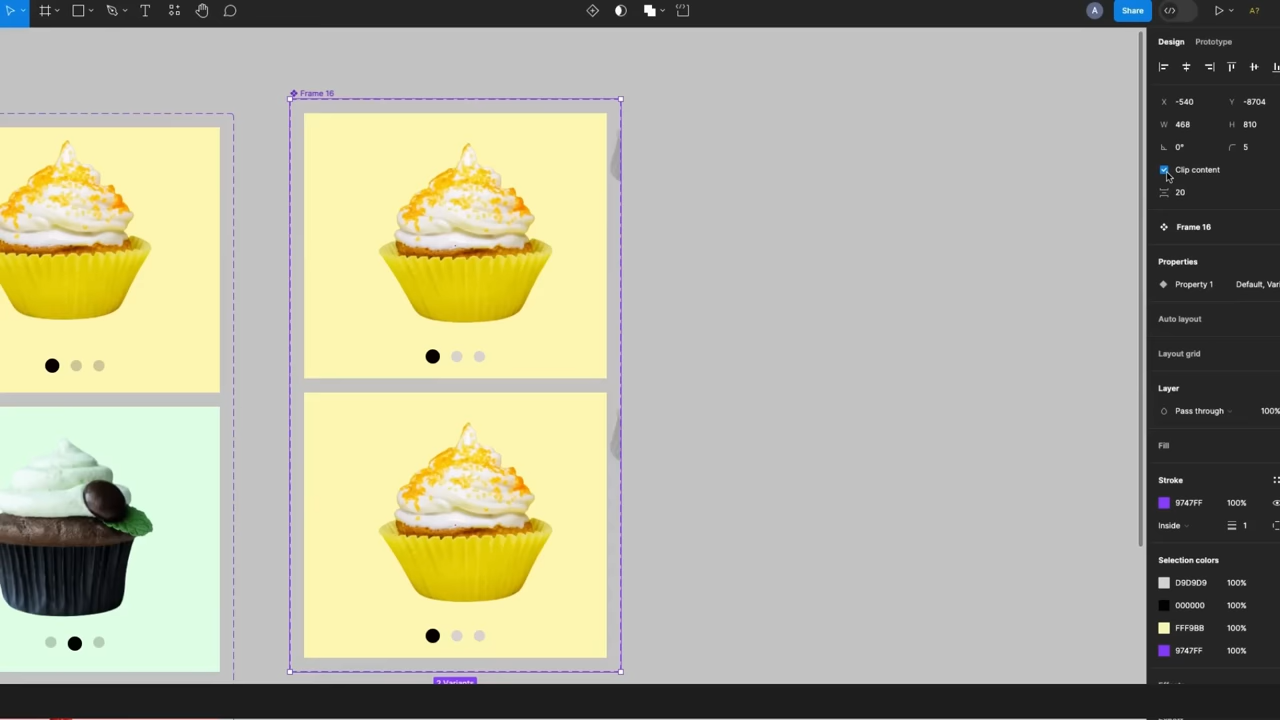 A
Share
A?
Design Prototype
Frame 16
X -540 Y -8704
W 468 H 810
0° 5
Clip content
20
Frame 16
Properties
Property 1 Default, Vari
Auto layout
Layout grid
Layer
Pass through 100%
Fill
Stroke
9747FF 100%
Inside 1
Selection colors
D9D9D9 100%
000000 100%
FFF9BB 100%
9747FF 100%